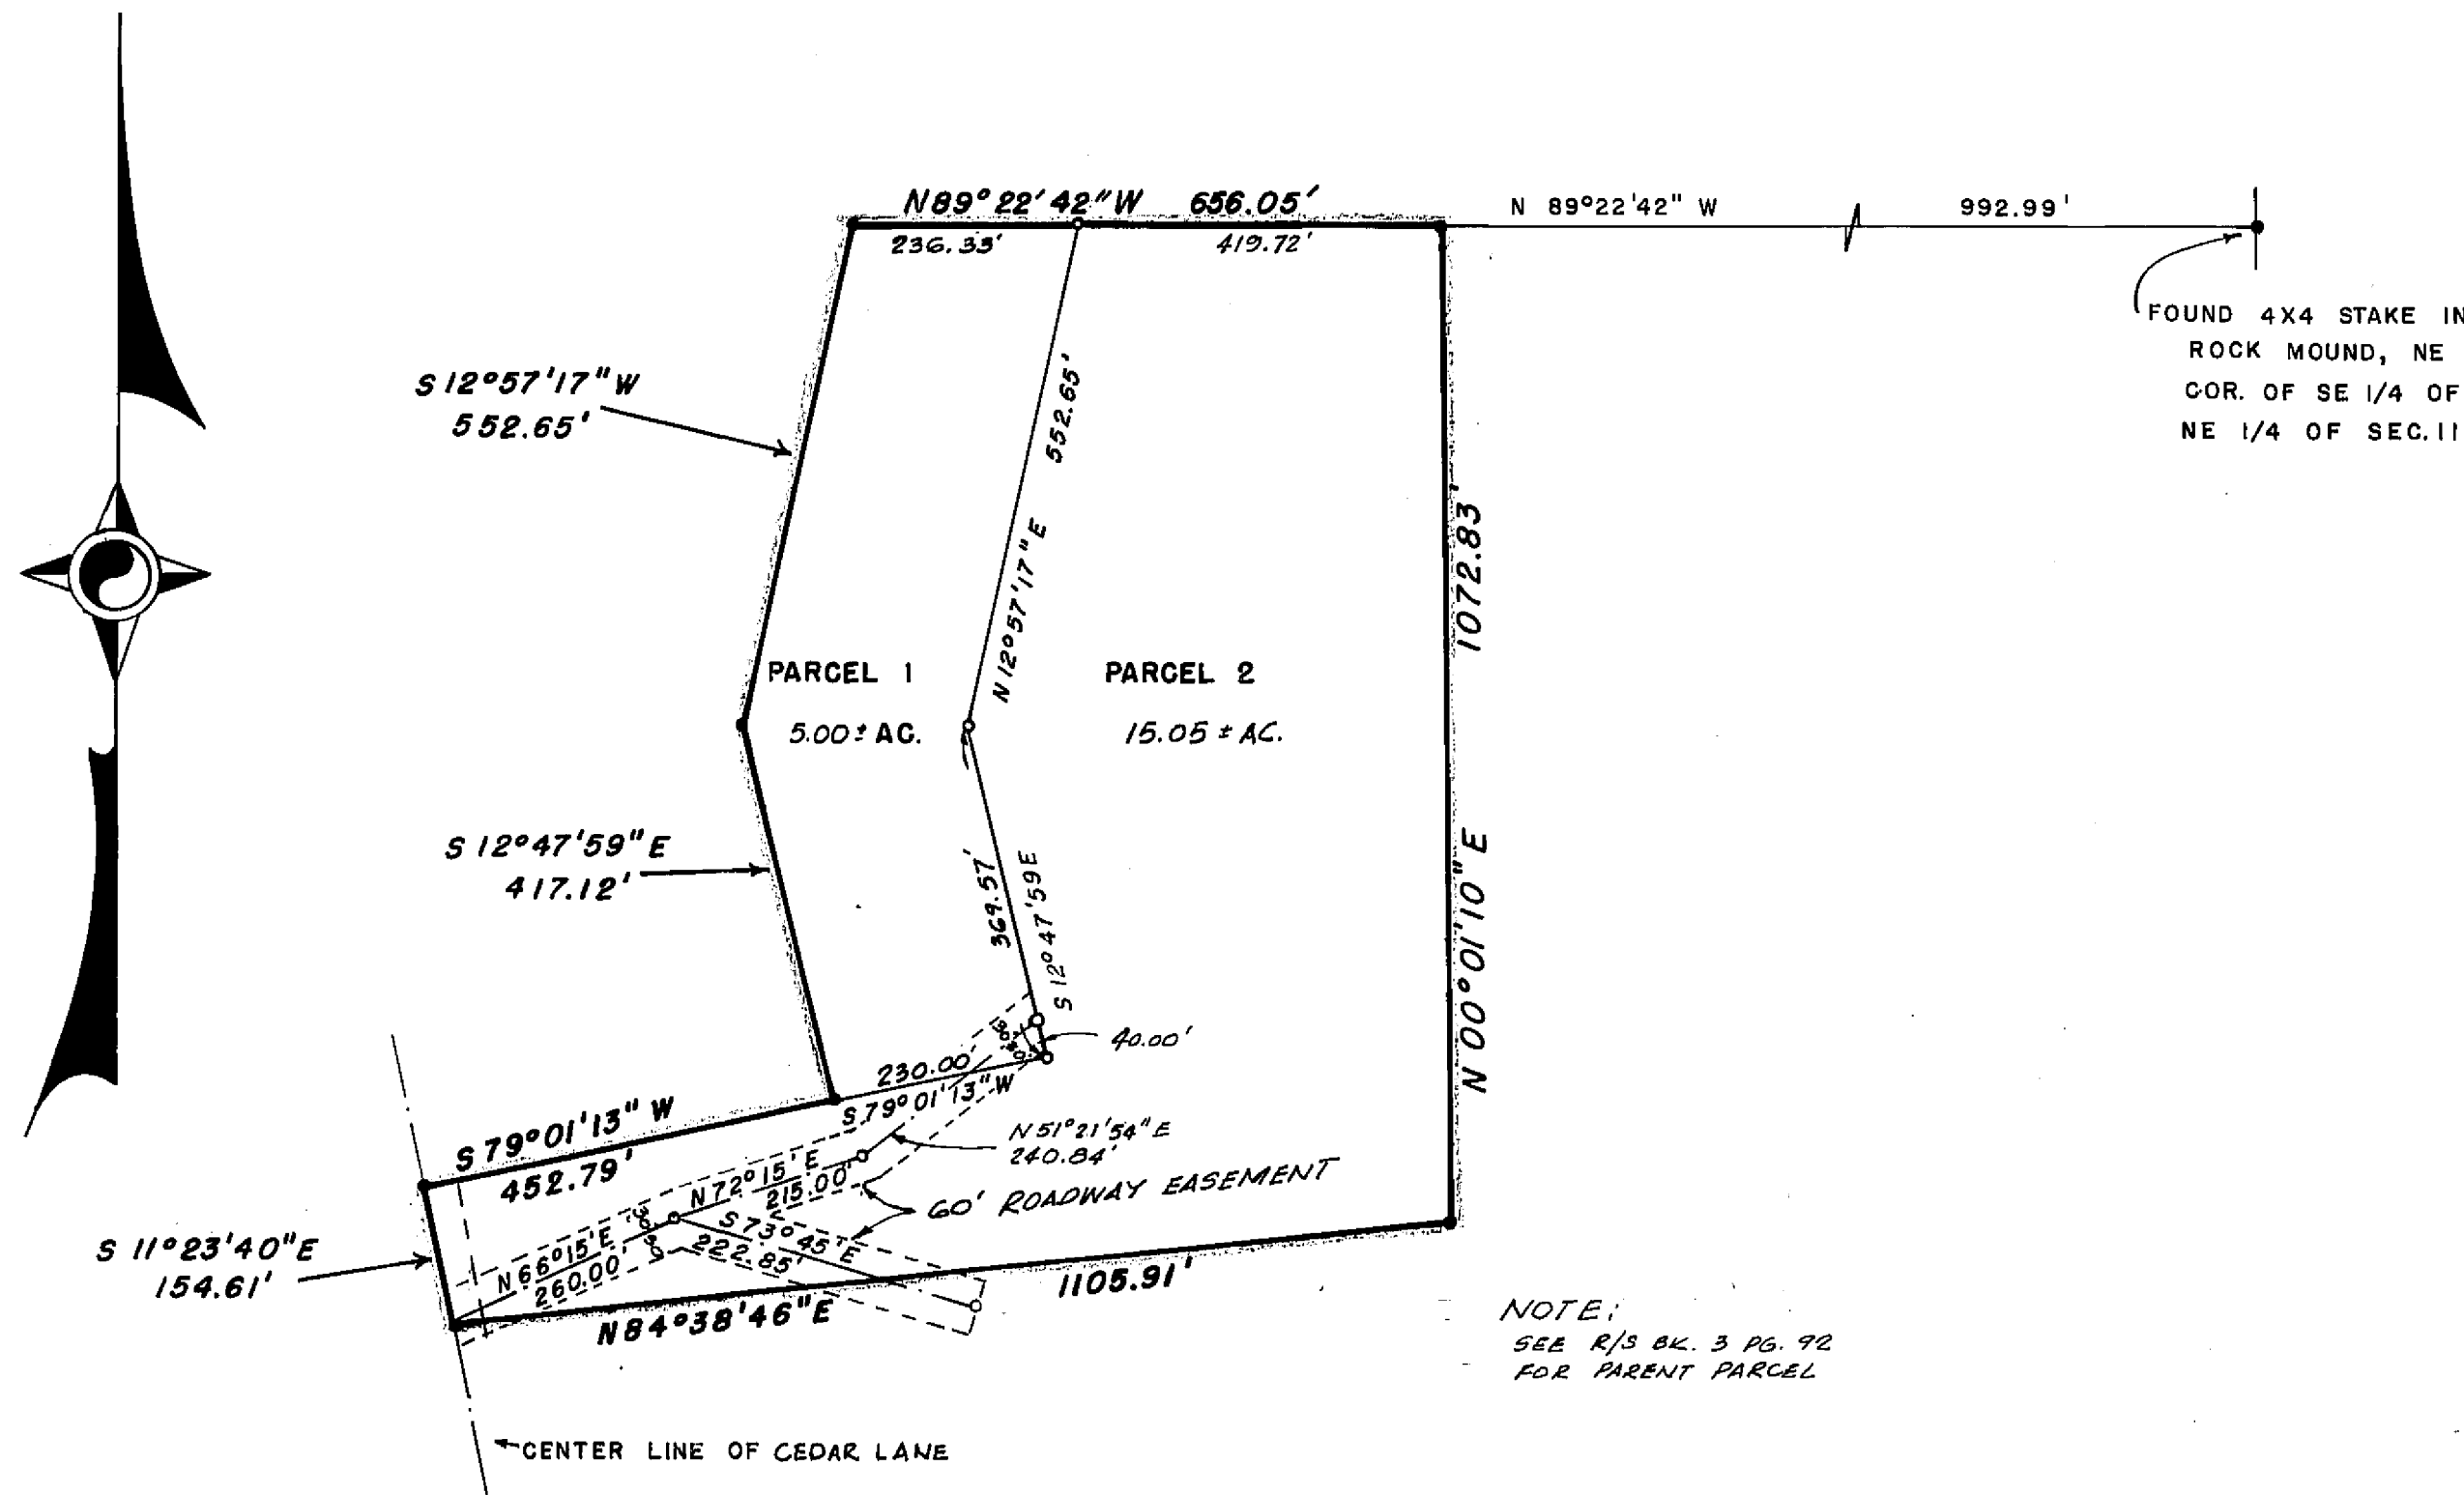 N89°22'42"W 656.05'
236.33'
419.72'
N 89°22'42" W
992.99'
FOUND 4X4 STAKE IN
ROCK MOUND, NE
COR. OF SE 1/4 OF
NE 1/4 OF SEC. 11
S 12°57'17" W
552.65'
N 12°57'17" E 552.65'
1072.83'
N 00°01'10" E
PARCEL 1
5.00 ± AC.
PARCEL 2
15.05 ± AC.
S 12°47'59" E
417.12'
369.57'
S 12°47'59 E
40.00'
230.00'
S 79°01'13" W
S 79°01'13" W
452.79'
N 51°21'54" E
240.84'
N 72°15' E
215.00'
60' ROADWAY EASEMENT
S 73°45' E
222.85'
N 66°15' E
260.00'
S 11°23'40" E
154.61'
1105.91'
N84°38'46"E
NOTE:
SEE R/S BK. 3 PG. 92
FOR PARENT PARCEL
CENTER LINE OF CEDAR LANE